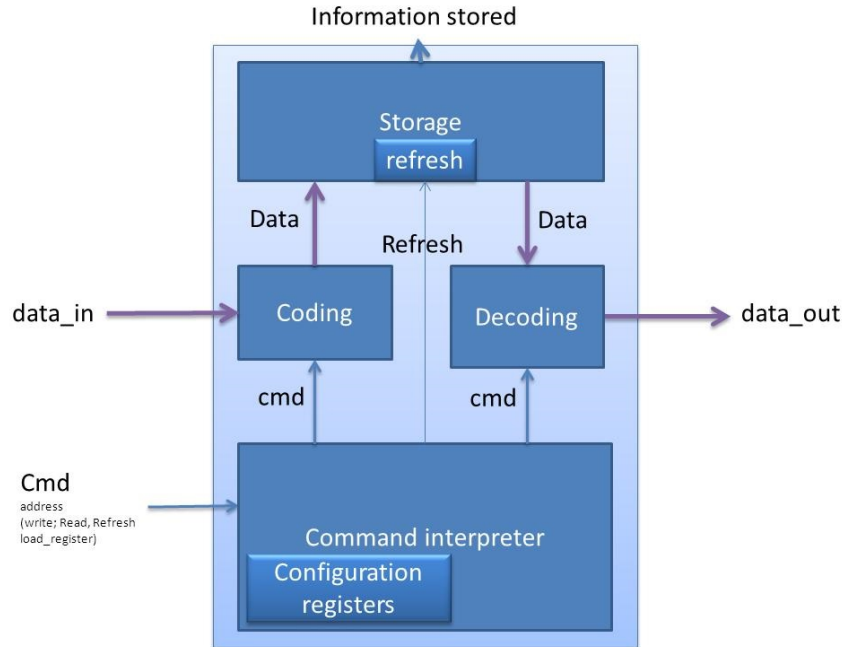 Information stored
Storage
refresh
Data
Data
Refresh
data_in
Coding
Decoding
data_out
cmd
cmd
Cmd
address
(write; Read, Refresh
load_register)
Command interpreter
Configuration
registers